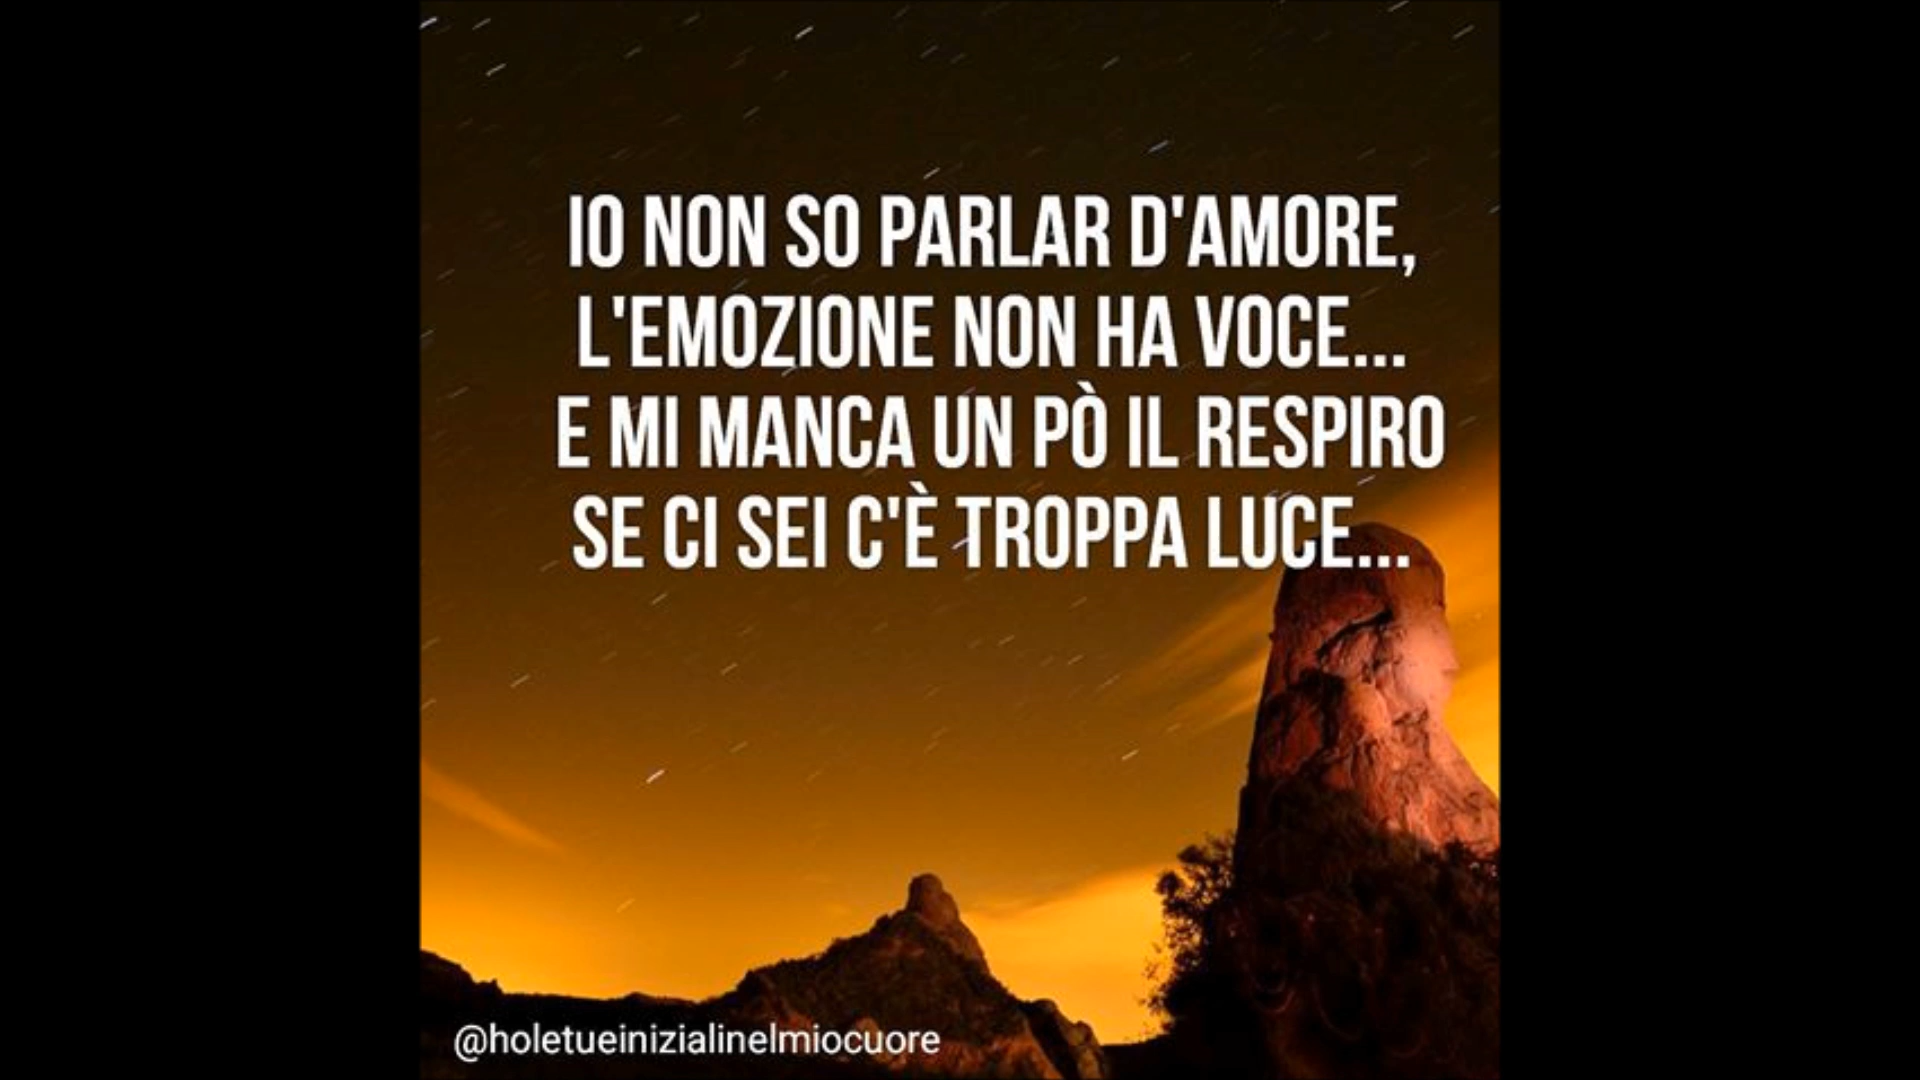 IO NON SO PARLAR D'AMORE,
L'EMOZIONE NON HA VOCE...
E MI MANCA UN PÒ IL RESPIRO
SE CI SEI C'È TROPPA LUCE...
@holetueinizialinelmiocuore